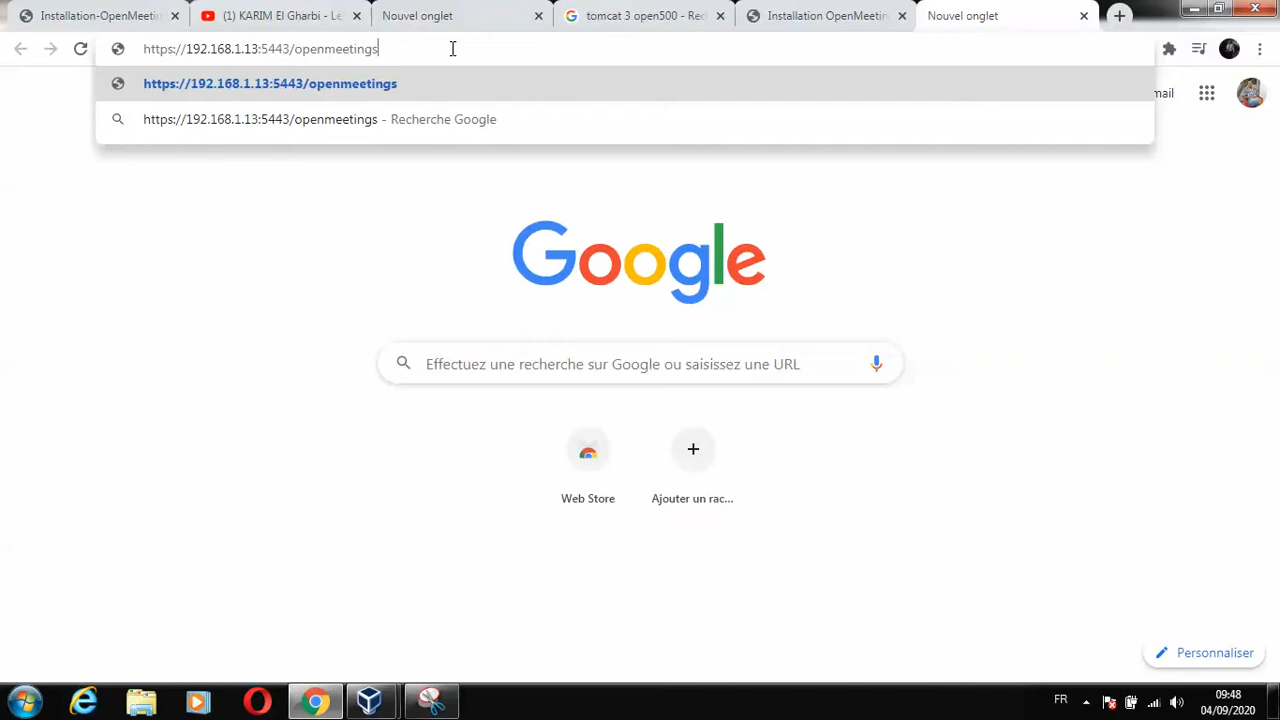 Installation-OpenMeetin
(1) KARIM El Gharbi - Le
Nouvel onglet
tomcat 3 open500 - Rec
Installation OpenMeetin
Nouvel onglet
https://192.168.1.13:5443/openmeetings
https://192.168.1.13:5443/openmeetings
https://192.168.1.13:5443/openmeetings - Recherche Google
mail
Google
Effectuez une recherche sur Google ou saisissez une URL
Web Store
Ajouter un rac...
Personnaliser
FR
09:48
04/09/2020